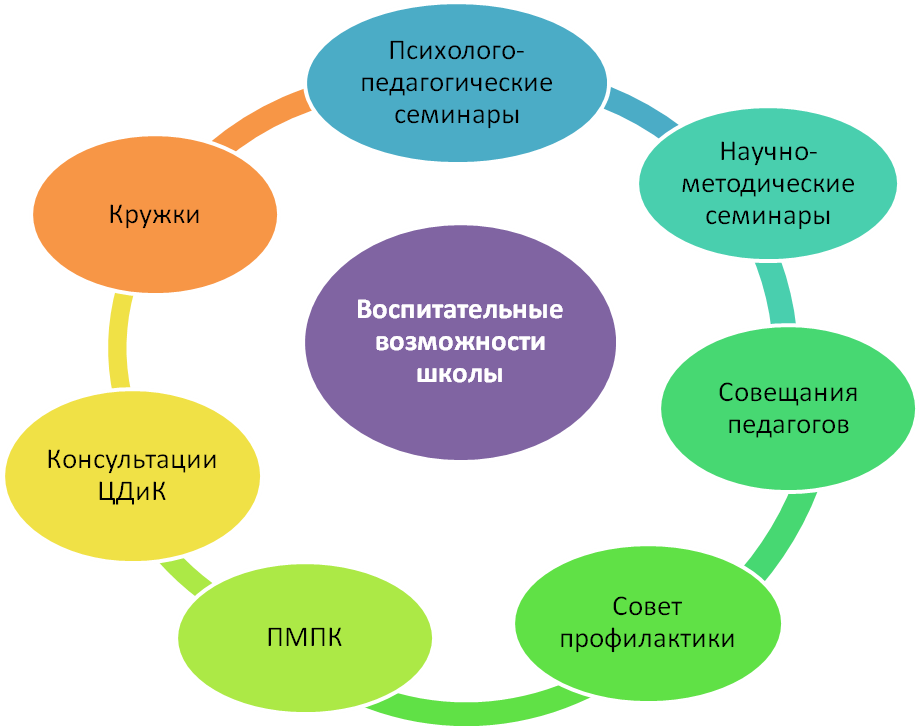 Психолого-
педагогические
семинары
Научно-
методические
семинары
Совещания
педагогов
Совет
профилактики
ПМПК
Консультации
ЦДиК
Кружки
Воспитательные
возможности
школы